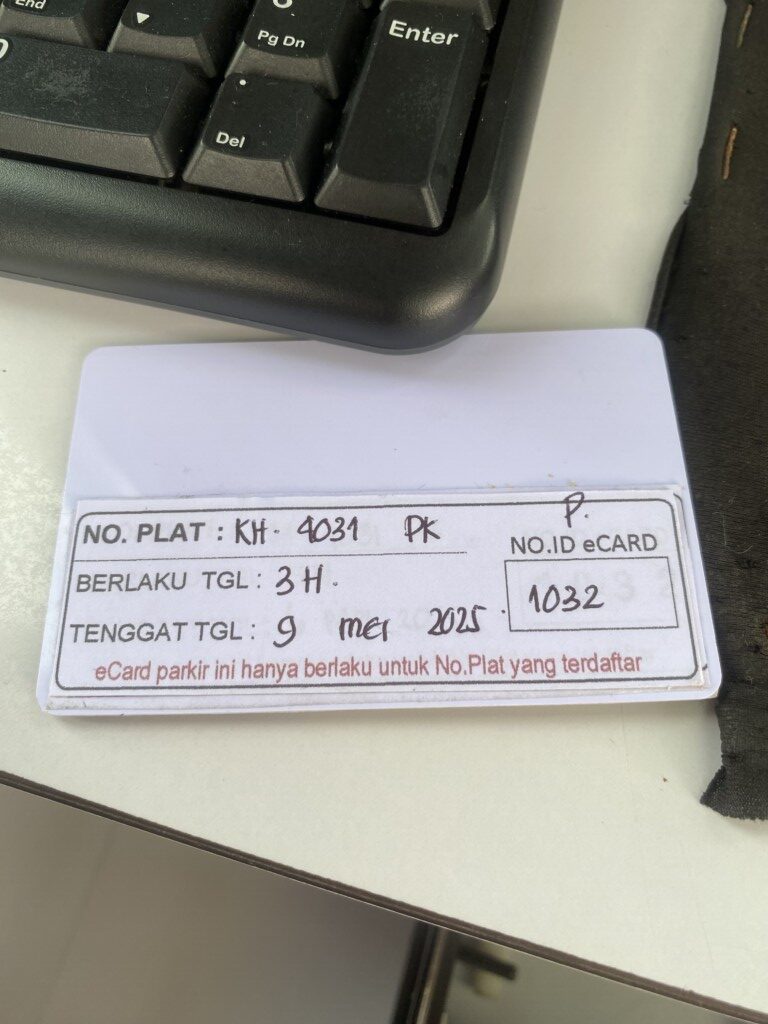 End
Pg Dn
Enter
Del
P.
NO. PLAT : KH. 4031 PK
NO.ID eCARD
BERLAKU TGL : 3H.
1032
TENGGAT TGL : 9 mei 2025
eCard parkir ini hanya berlaku untuk No.Plat yang terdaftar